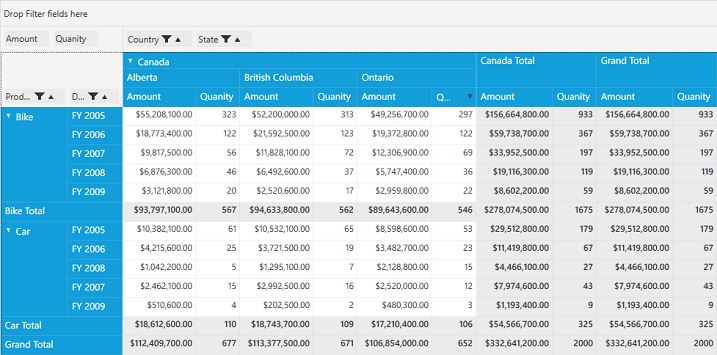 Drop Filter fields here
Amount Quanity Country State
Canada Canada Total Grand Total
Alberta British Columbia Ontario
Prod... D... Amount Quanity Amount Quanity Amount Q... Amount Quanity Amount Quanity
Bike FY 2005 $55,208,100.00 323 $52,200,000.00 313 $49,256,700.00 297 $156,664,800.00 933 $156,664,800.00 933
FY 2006 $18,773,400.00 122 $21,592,500.00 123 $19,372,800.00 122 $59,738,700.00 367 $59,738,700.00 367
FY 2007 $9,817,500.00 56 $11,828,100.00 72 $12,306,900.00 69 $33,952,500.00 197 $33,952,500.00 197
FY 2008 $6,876,300.00 46 $6,492,600.00 37 $5,747,400.00 36 $19,116,300.00 119 $19,116,300.00 119
FY 2009 $3,121,800.00 20 $2,520,600.00 17 $2,959,800.00 22 $8,602,200.00 59 $8,602,200.00 59
Bike Total $93,797,100.00 567 $94,633,800.00 562 $89,643,600.00 546 $278,074,500.00 1675 $278,074,500.00 1675
Car FY 2005 $10,382,100.00 61 $10,532,100.00 65 $8,598,600.00 53 $29,512,800.00 179 $29,512,800.00 179
FY 2006 $4,215,600.00 25 $3,721,500.00 19 $3,482,700.00 23 $11,419,800.00 67 $11,419,800.00 67
FY 2008 $1,042,200.00 5 $1,295,100.00 7 $2,128,800.00 15 $4,466,100.00 27 $4,466,100.00 27
FY 2007 $2,462,100.00 15 $2,992,500.00 16 $2,520,000.00 12 $7,974,600.00 43 $7,974,600.00 43
FY 2009 $510,600.00 4 $202,500.00 2 $480,300.00 3 $1,193,400.00 9 $1,193,400.00 9
Car Total $18,612,600.00 110 $18,743,700.00 109 $17,210,400.00 106 $54,566,700.00 325 $54,566,700.00 325
Grand Total $112,409,700.00 677 $113,377,500.00 671 $106,854,000.00 652 $332,641,200.00 2000 $332,641,200.00 2000